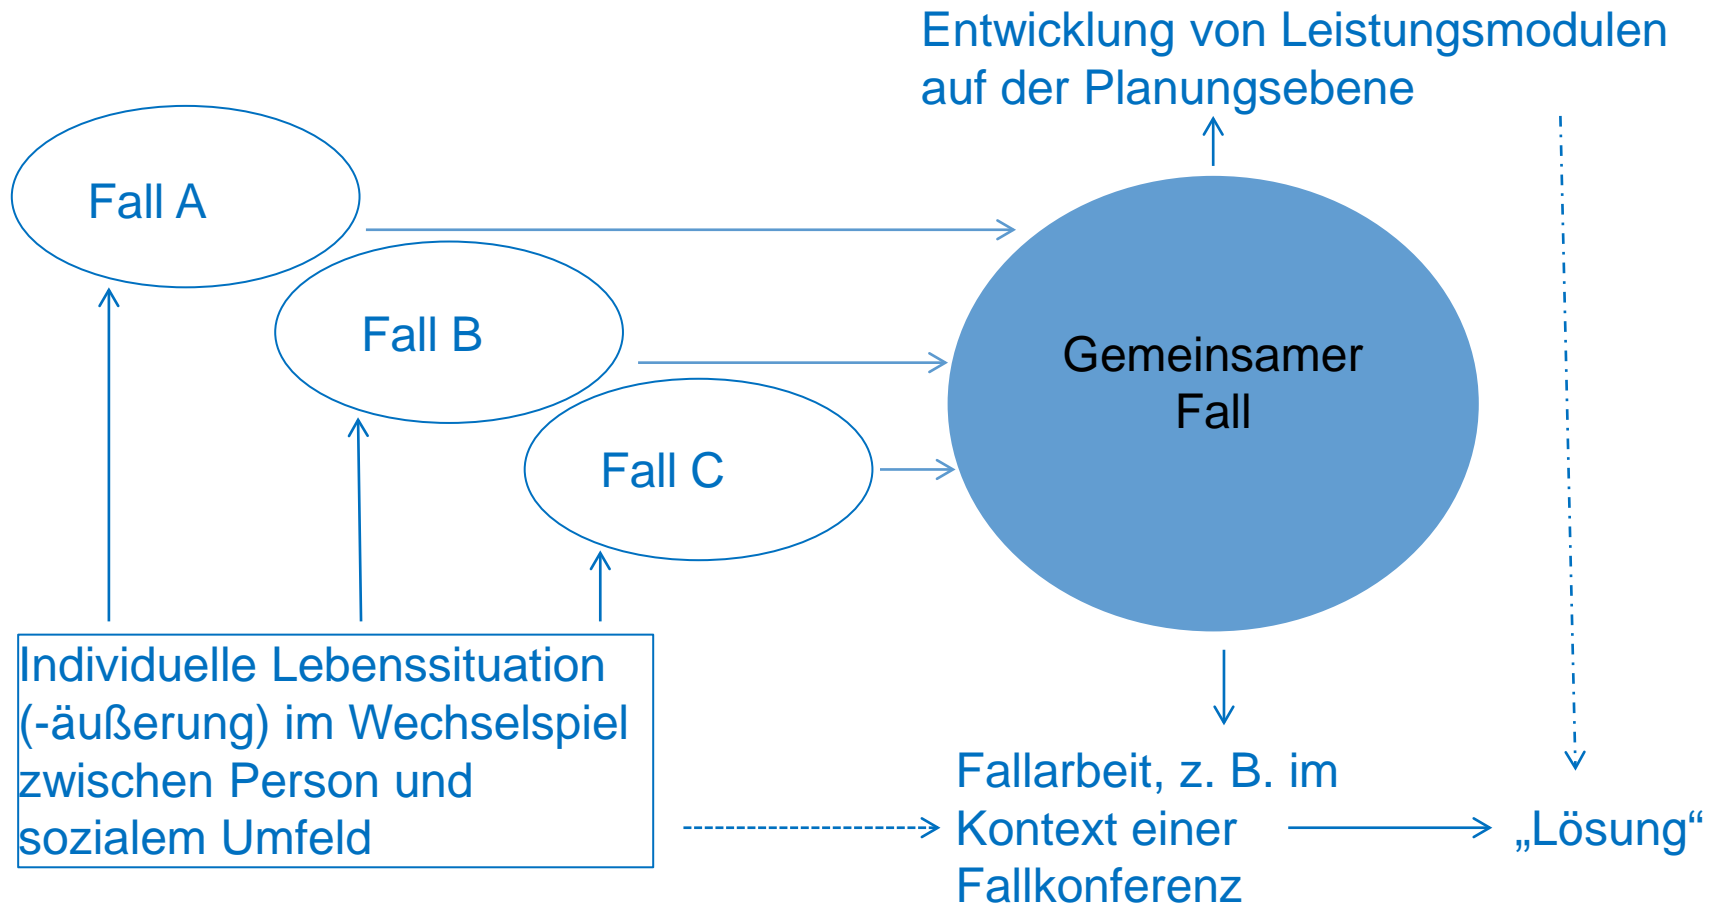 Entwicklung von Leistungsmodulen
auf der Planungsebene
Fall A
Fall B
Fall C
Gemeinsamer
Fall
Individuelle Lebenssituation
(-äußerung) im Wechselspiel
zwischen Person und
sozialem Umfeld
Fallarbeit, z. B. im
Kontext einer
Fallkonferenz
„Lösung“